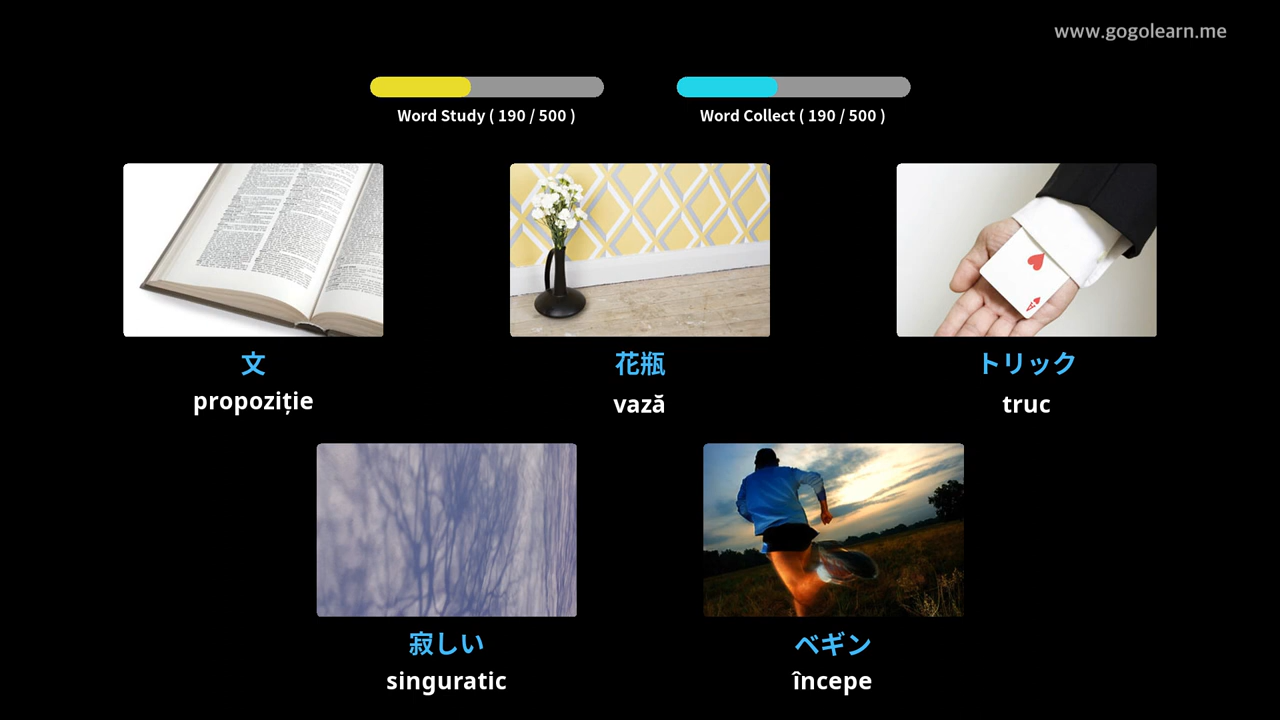 www.gogolearn.me
Word Study ( 190 / 500 )
Word Collect ( 190 / 500 )
文
propoziție
花瓶
vază
トリック
truc
寂しい
singuratic
ベギン
începe